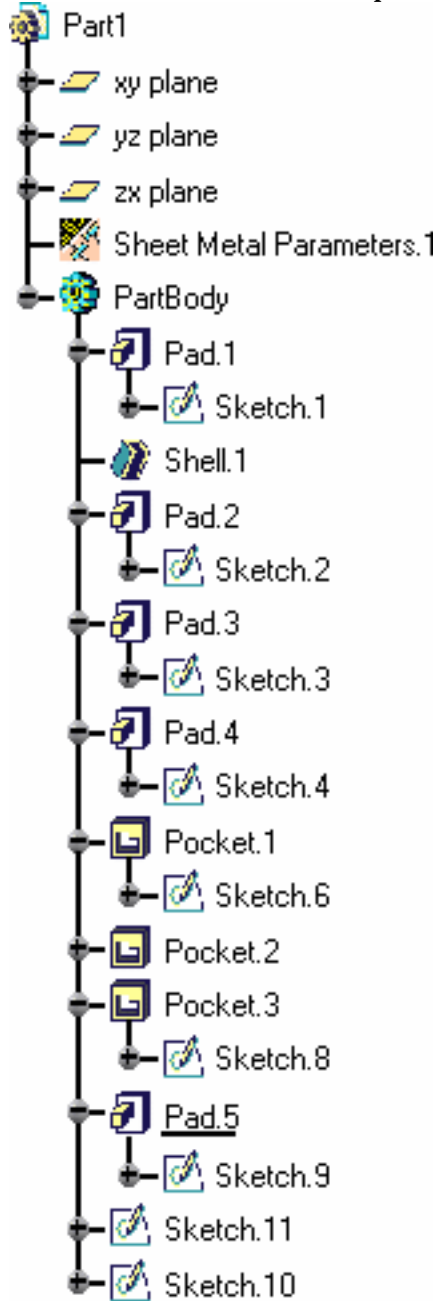 Part1
xy plane
yz plane
zx plane
Sheet Metal Parameters.1
PartBody
Pad.1
Sketch.1
Shell.1
Pad.2
Sketch.2
Pad.3
Sketch.3
Pad.4
Sketch.4
Pocket.1
Sketch.6
Pocket.2
Pocket.3
Sketch.8
Pad.5
Sketch.9
Sketch.11
Sketch.10